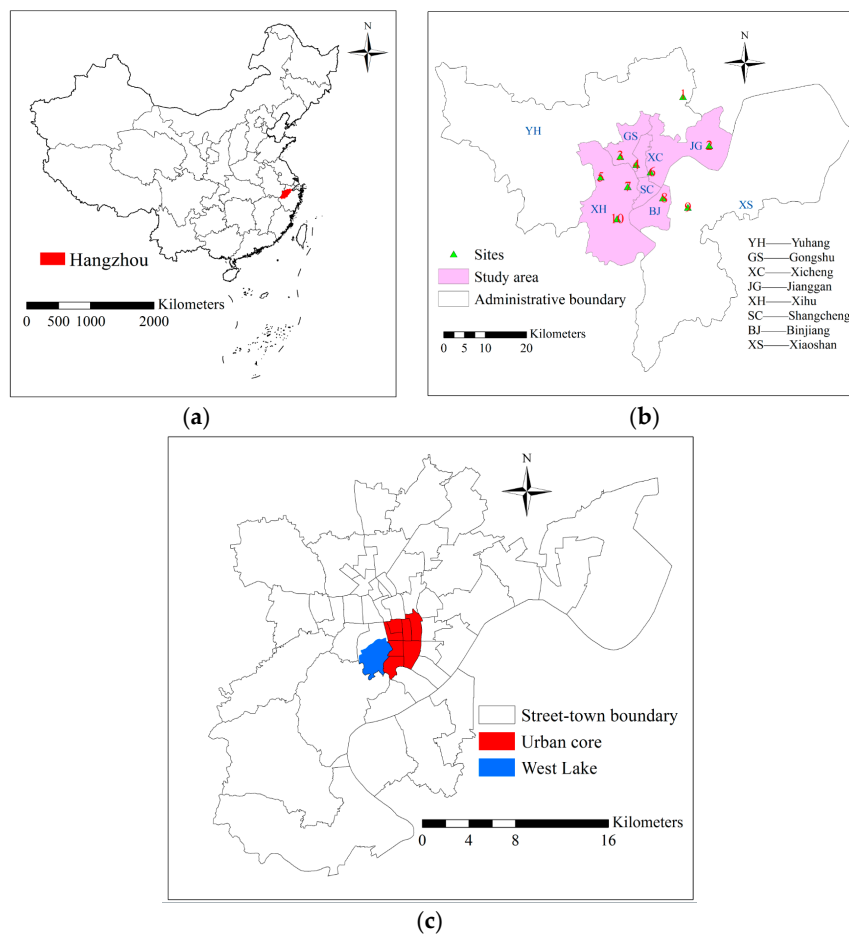 N
Hangzhou
Kilometers
0 500 1000 2000
(a)
N
1
YH
GS
JG 2
3
XC
4
5
6
7
SC
8
XH
BJ
9
XS
10
Sites
Study area
Administrative boundary
Kilometers
0 5 10 20
YH——Yuhang
GS——Gongshu
XC——Xicheng
JG——Jianggan
XH——Xihu
SC——Shangcheng
BJ——Binjiang
XS——Xiaoshan
(b)
N
Street-town boundary
Urban core
West Lake
Kilometers
0 4 8 16
(c)